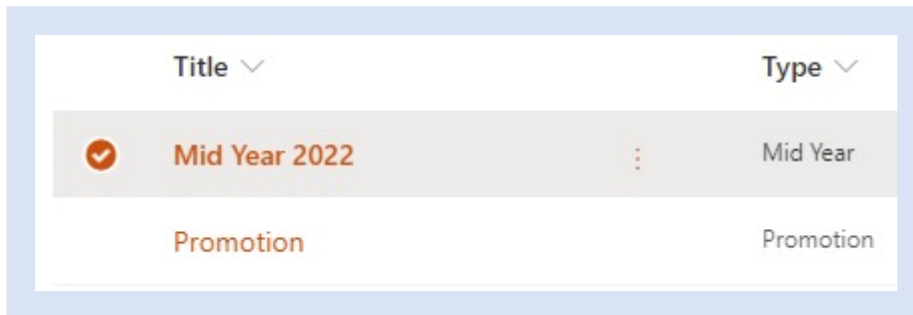 Title Type
Mid Year 2022 Mid Year
Promotion Promotion